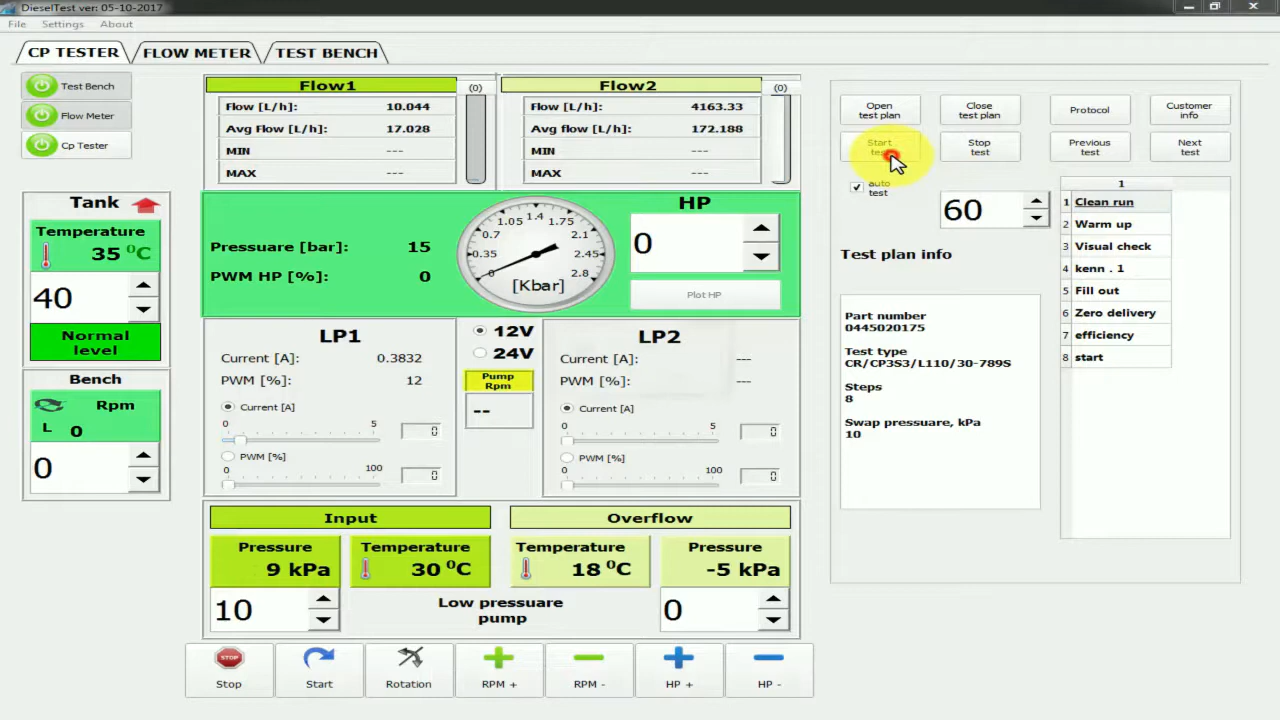 DieselTest ver: 05-10-2017
File Settings About
CP TESTER FLOW METER TEST BENCH
Test Bench
Flow Meter
Cp Tester
Flow1
(0)
Flow [L/h]: 10.044
Avg Flow [L/h]: 17.028
MIN ---
MAX ---
Flow2
(0)
Flow [L/h]: 4163.33
Avg flow [L/h]: 172.188
MIN ---
MAX ---
Tank
Temperature
35 ⁰C
40
Normal
level
Bench
Rpm
L 0
0
Pressuare [bar]: 15
PWM HP [%]: 0
0
0.35
0.7
1.05
1.4
1.75
2.1
2.45
2.8
[Kbar]
HP
0
Plot HP
LP1
Current [A]: 0.3832
PWM [%]: 12
Current [A]
0 5
0
PWM [%]
0 100
0
12V
24V
Pump
Rpm
--
LP2
Current [A]: ---
PWM [%]: ---
Current [A]
0 5
0
PWM [%]
0 100
0
Input
Pressure
9 kPa
10
Temperature
30 ⁰C
Overflow
Temperature
18 ⁰C
Pressure
-5 kPa
0
Low pressuare
pump
Stop
STOP
Start
Rotation
RPM +
RPM -
HP +
HP -
Open
test plan
Close
test plan
Protocol
Customer
info
Start
Stop
test
Previous
test
Next
test
auto
test
60
Test plan info
Part number
0445020175
Test type
CR/CP3S3/L110/30-789S
Steps
8
Swap pressuare, kPa
10
1
1 Clean run
2 Warm up
3 Visual check
4 kenn . 1
5 Fill out
6 Zero delivery
7 efficiency
8 start